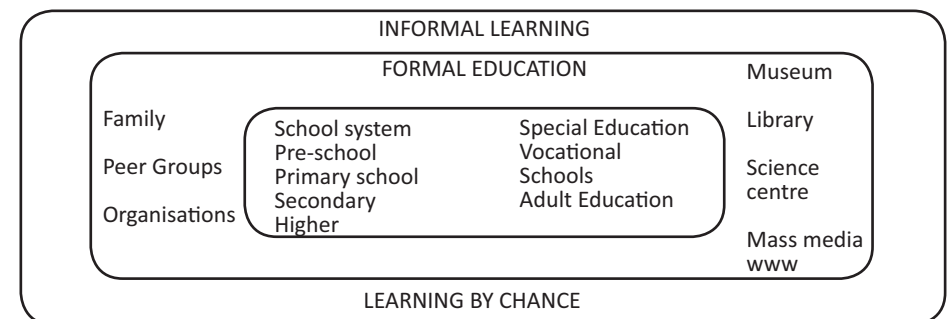 INFORMAL LEARNING
FORMAL EDUCATION
Family
Peer Groups
Organisations
School system
Pre-school
Primary school
Secondary
Higher
Special Education
Vocational
Schools
Adult Education
Museum
Library
Science
centre
Mass media
www
LEARNING BY CHANCE